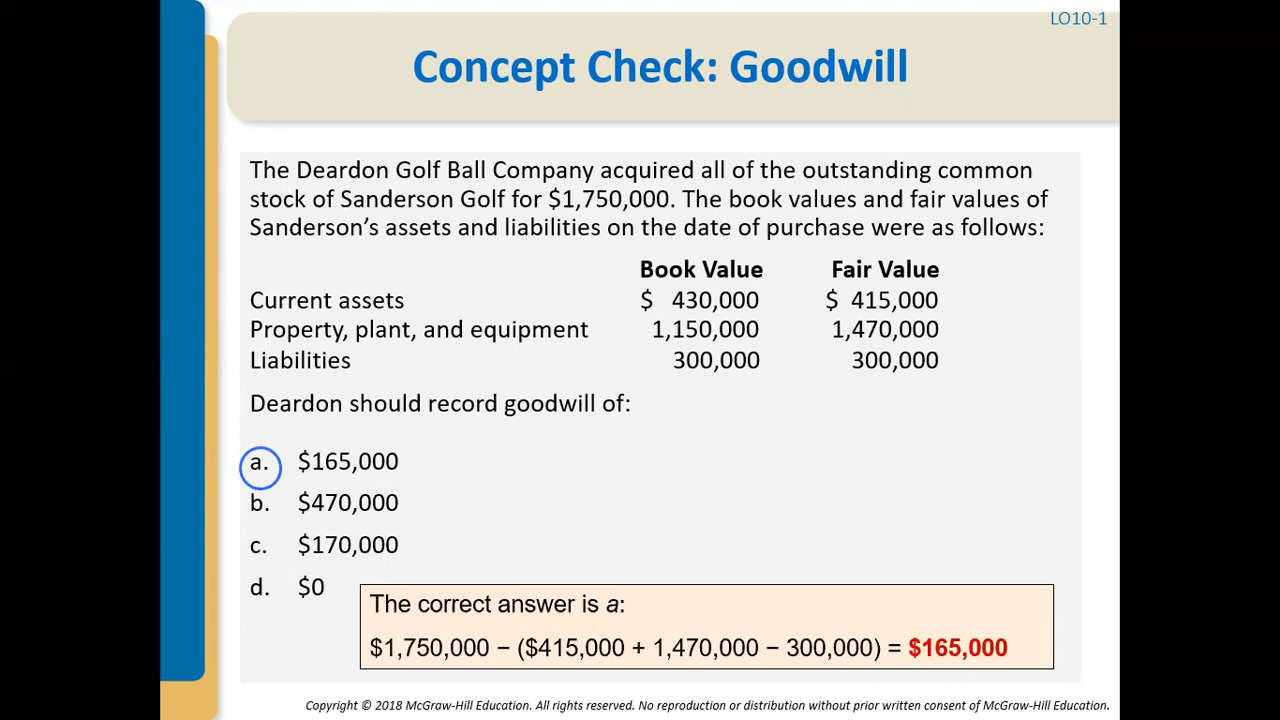 LO10-1
Concept Check: Goodwill
The Deardon Golf Ball Company acquired all of the outstanding common
stock of Sanderson Golf for $1,750,000. The book values and fair values of
Sanderson’s assets and liabilities on the date of purchase were as follows:
Book Value Fair Value
Current assets $ 430,000 $ 415,000
Property, plant, and equipment 1,150,000 1,470,000
Liabilities 300,000 300,000
Deardon should record goodwill of:
a. $165,000
b. $470,000
c. $170,000
d. $0
The correct answer is a:
$1,750,000 − ($415,000 + 1,470,000 − 300,000) = $165,000
Copyright © 2018 McGraw-Hill Education. All rights reserved. No reproduction or distribution without prior written consent of McGraw-Hill Education.